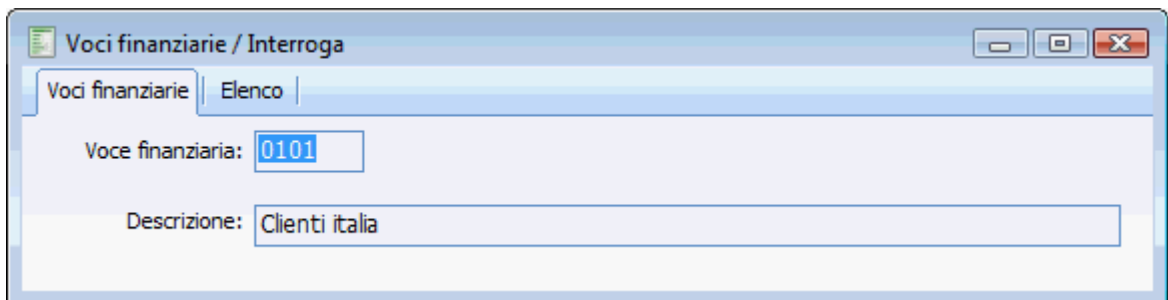 Voci finanziarie / Interroga
Voci finanziarie Elenco
Voce finanziaria: 0101
Descrizione: Clienti italia